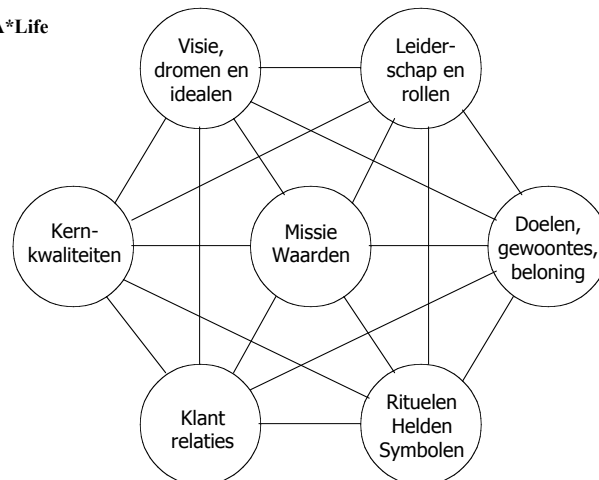 *Life
Visie,
dromen en
idealen
Leider-
schap en
rollen
Kern-
kwaliteiten
Missie
Waarden
Doelen,
gewoontes,
beloning
Klant
relaties
Rituelen
Helden
Symbolen